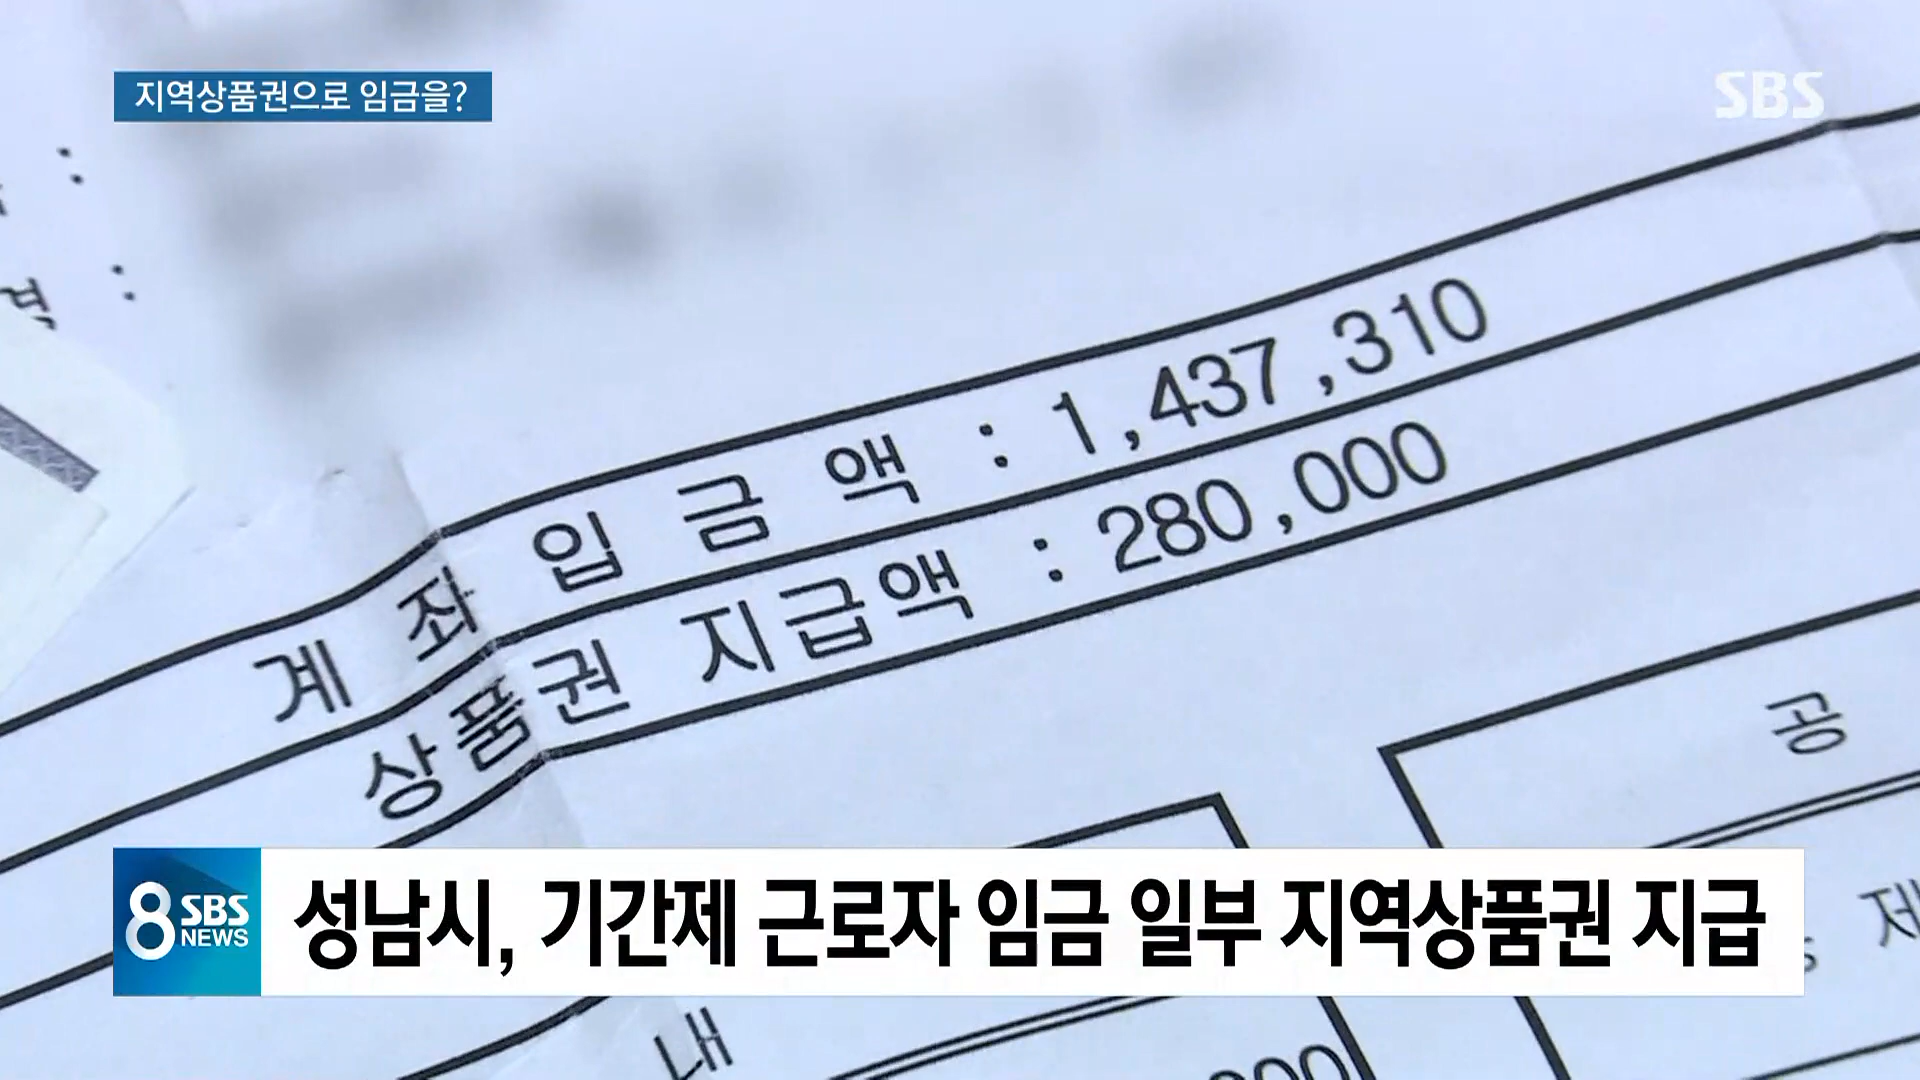 지역상품권으로 임금을?
SBS
계 좌 입 금 액 : 1,437,310
상품권 지급액 : 280,000
공
제
내
8 SBS NEWS
성남시, 기간제 근로자 임금 일부 지역상품권 지급